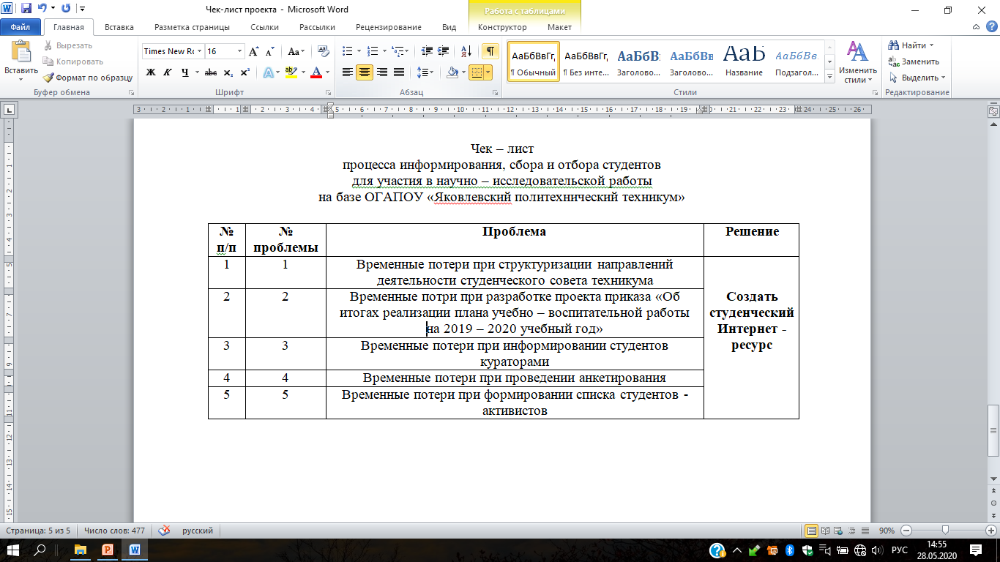 Чек-лист проекта - Microsoft Word
Работа с таблицами
Файл Главная Вставка Разметка страницы Ссылки Рассылки Рецензирование Вид Конструктор Макет
Вставить
Вырезать
Копировать
Формат по образцу
Буфер обмена
Times New Ro 16
Ж К Ч abc x₂ x²
Шрифт
Абзац
АаБбВвГг, АаБбВвГг, АаБбВ: АаБбВв АаБ АаБбВв.
¶ Обычный ¶ Без инте... Заголово... Заголово... Название Подзагол...
Стили
Изменить стили
Найти
Заменить
Выделить
Редактирование
Чек – лист
процесса информирования, сбора и отбора студентов
для участия в научно – исследовательской работы
на базе ОГАПОУ «Яковлевский политехнический техникум»
№ п/п
№ проблемы
Проблема
Решение
1 1 Временные потери при структуризации направлений
деятельности студенческого совета техникума
2 2 Временные потри при разработке проекта приказа «Об
итогах реализации плана учебно – воспитательной работы
на 2019 – 2020 учебный год»
3 3 Временные потери при информировании студентов
кураторами
4 4 Временные потери при проведении анкетирования
5 5 Временные потери при формировании списка студентов -
активистов
Создать
студенческий
Интернет -
ресурс
Страница: 5 из 5 Число слов: 477 русский 90%
РУС 14:55
28.05.2020